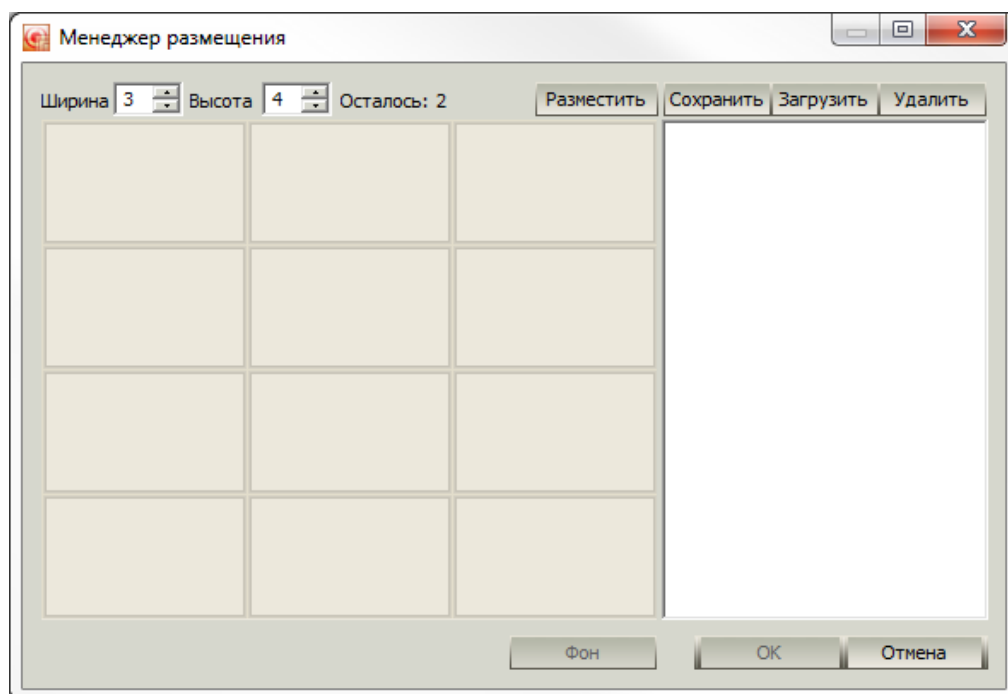 Менеджер размещения
Ширина 3 Высота 4 Осталось: 2 Разместить Сохранить Загрузить Удалить
Фон OK Отмена